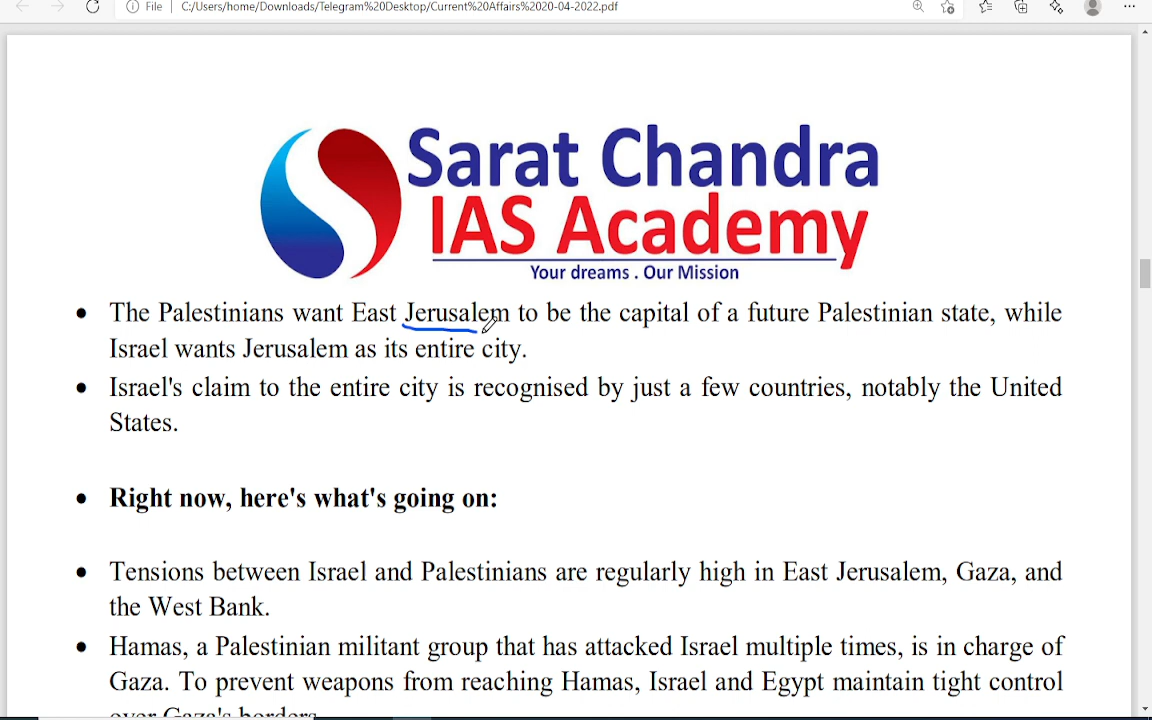 File | C:/Users/home/Downloads/Telegram%20Desktop/Current%20Affairs%2020-04-2022.pdf
Sarat Chandra
IAS Academy
Your dreams . Our Mission
• The Palestinians want East Jerusalem to be the capital of a future Palestinian state, while
Israel wants Jerusalem as its entire city.
• Israel's claim to the entire city is recognised by just a few countries, notably the United
States.
• Right now, here's what's going on:
• Tensions between Israel and Palestinians are regularly high in East Jerusalem, Gaza, and
the West Bank.
• Hamas, a Palestinian militant group that has attacked Israel multiple times, is in charge of
Gaza. To prevent weapons from reaching Hamas, Israel and Egypt maintain tight control
over Gaza's borders